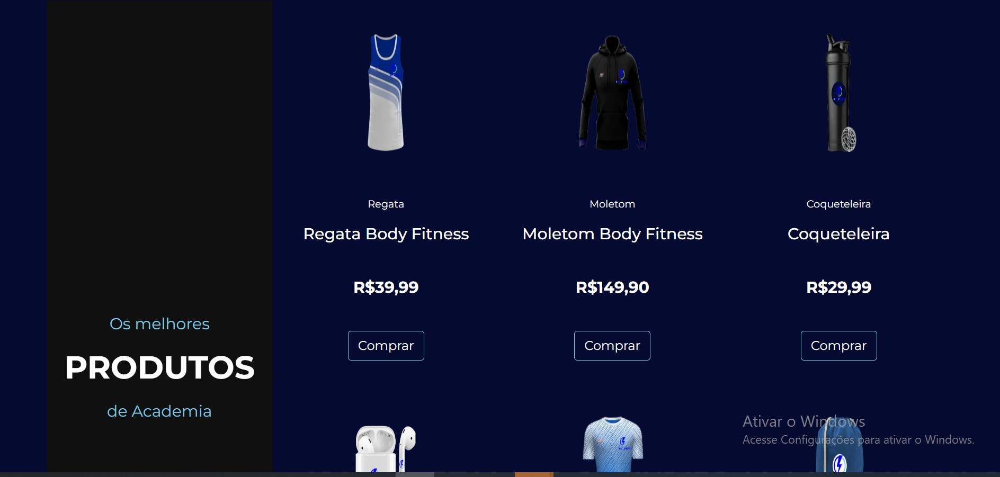 Os melhores
PRODUTOS
de Academia
Regata
Regata Body Fitness
R$39,99
Comprar
Moletom
Moletom Body Fitness
R$149,90
Comprar
Coqueteleira
Coqueteleira
R$29,99
Comprar
Ativar o Windows
Acesse Configurações para ativar o Windows.